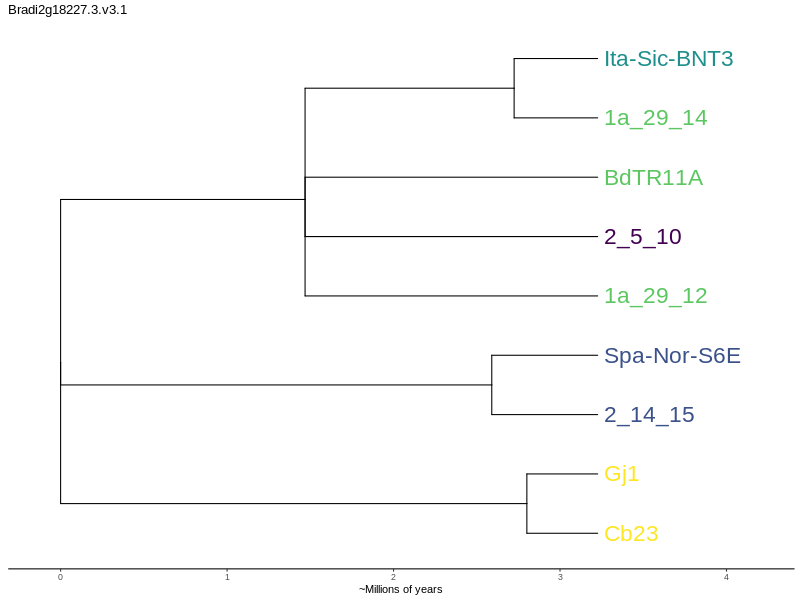 Bradi2g18227.3.v3.1
Ita-Sic-BNT3
1a_29_14
BdTR11A
2_5_10
1a_29_12
Spa-Nor-S6E
2_14_15
Gj1
Cb23
0 1 2 3 4
~Millions of years